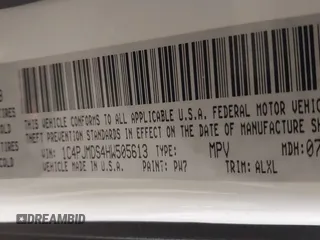 THIS VEHICLE CONFORMS TO ALL APPLICABLE U.S.A. FEDERAL MOTOR VEHIC
THEFT PREVENTION STANDARDS IN EFFECT ON THE DATE OF MANUFACTURE SH
VIN: 1C4PJMDS4HW505613 TYPE: MPV MDH: 07
VEHICLE MADE IN U.S.A. PAINT: PW7 TRIM: ALXL
DREAMBID